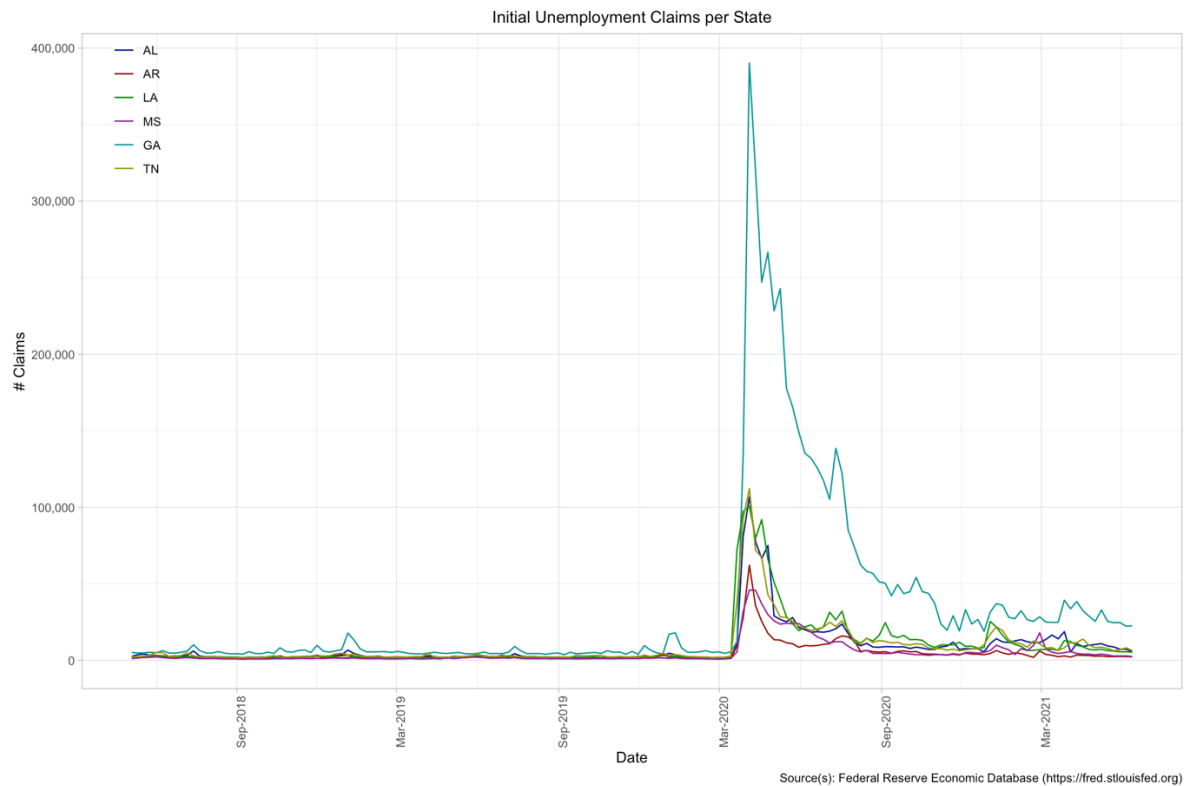 Initial Unemployment Claims per State
400,000
300,000
200,000
100,000
0
# Claims
AL
AR
LA
MS
GA
TN
Sep-2018
Mar-2019
Sep-2019
Mar-2020
Sep-2020
Mar-2021
Date
Source(s): Federal Reserve Economic Database (https://fred.stlouisfed.org)